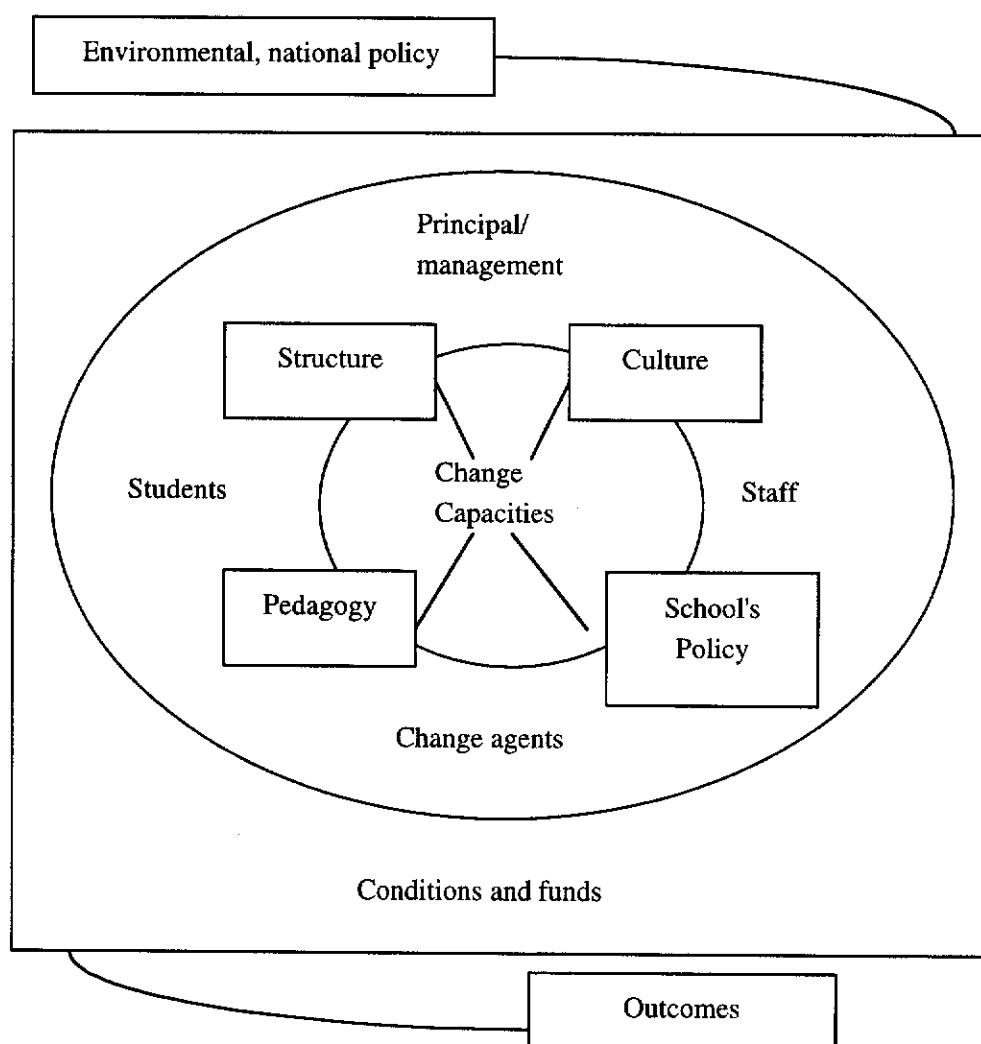 Environmental, national policy
Principal/
management
Structure
Culture
Change
Capacities
Students
Staff
Pedagogy
School's
Policy
Change agents
Conditions and funds
Outcomes